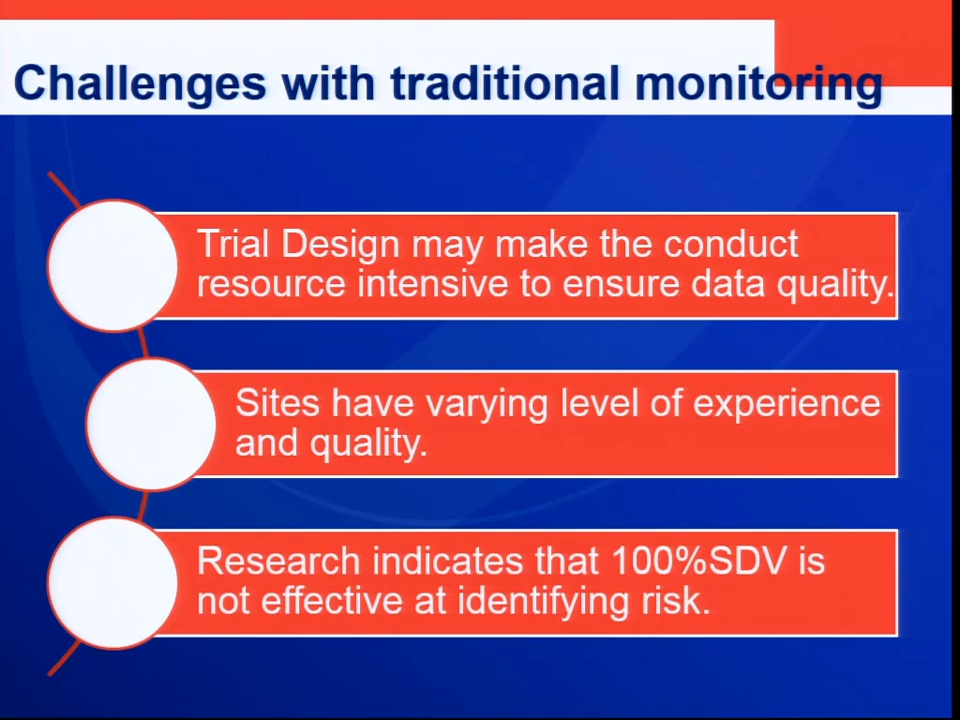 Challenges with traditional monitoring
Trial Design may make the conduct
resource intensive to ensure data quality.
Sites have varying level of experience
and quality.
Research indicates that 100%SDV is
not effective at identifying risk.